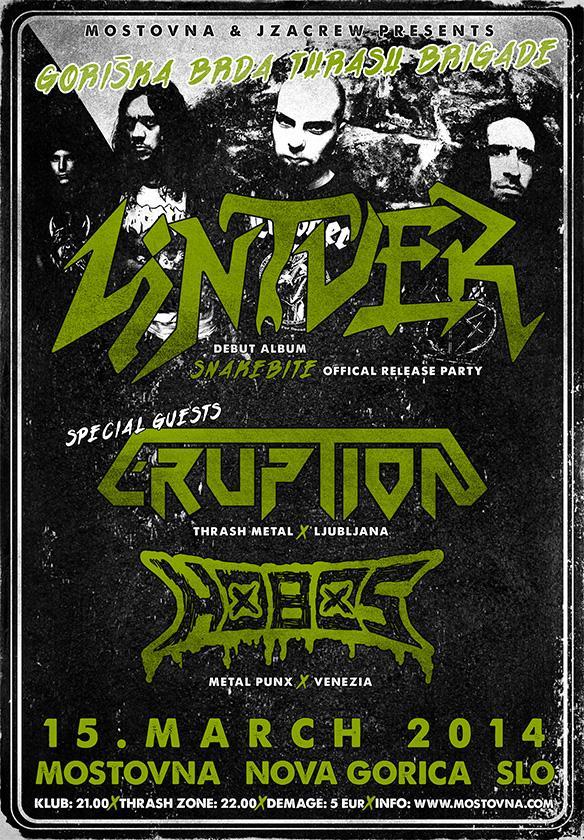 MOSTOVNA & JZACREW PRESENTS
GORIŠKA BRDA THRASH BRIGADE
LINTVER
DEBUT ALBUM
SNAKEBITE OFFICAL RELEASE PARTY
SPECIAL GUESTS
ERUPTION
THRASH METAL X LJUBLJANA
HOBOS
METAL PUNX X VENEZIA
15.MARCH 2014
MOSTOVNA NOVA GORICA SLO
KLUB: 21.00 X THRASH ZONE: 22.00 X DEMAGE: 5 EUR X INFO: WWW.MOSTOVNA.COM